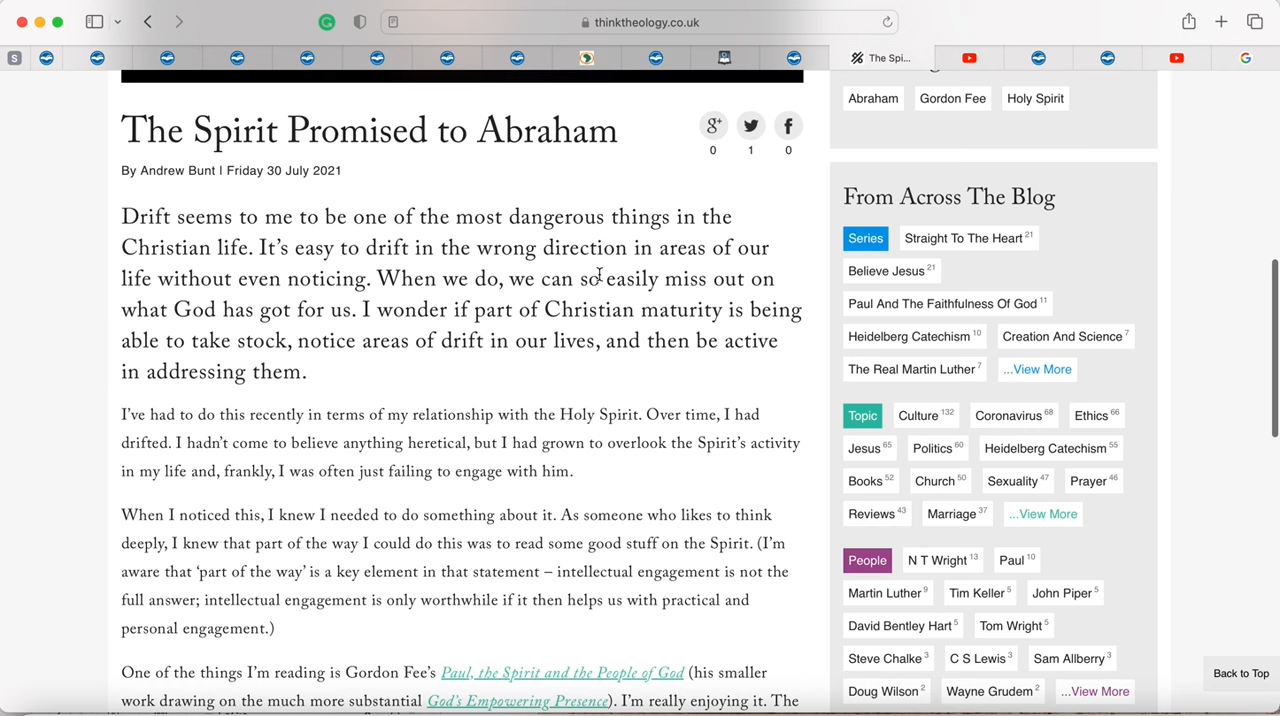 thinktheology.co.uk
S
The Spi...
The Spirit Promised to Abraham
g+
0
1
0
By Andrew Bunt | Friday 30 July 2021
Drift seems to me to be one of the most dangerous things in the
Christian life. It’s easy to drift in the wrong direction in areas of our
life without even noticing. When we do, we can so easily miss out on
what God has got for us. I wonder if part of Christian maturity is being
able to take stock, notice areas of drift in our lives, and then be active
in addressing them.
I’ve had to do this recently in terms of my relationship with the Holy Spirit. Over time, I had
drifted. I hadn’t come to believe anything heretical, but I had grown to overlook the Spirit’s activity
in my life and, frankly, I was often just failing to engage with him.
When I noticed this, I knew I needed to do something about it. As someone who likes to think
deeply, I knew that part of the way I could do this was to read some good stuff on the Spirit. (I’m
aware that ‘part of the way’ is a key element in that statement – intellectual engagement is not the
full answer; intellectual engagement is only worthwhile if it then helps us with practical and
personal engagement.)
One of the things I’m reading is Gordon Fee’s Paul, the Spirit and the People of God (his smaller
work drawing on the much more substantial God’s Empowering Presence). I’m really enjoying it. The
Abraham Gordon Fee Holy Spirit
From Across The Blog
Series Straight To The Heart 21
Believe Jesus 21
Paul And The Faithfulness Of God 11
Heidelberg Catechism 10 Creation And Science 7
The Real Martin Luther 7 ...View More
Topic Culture 132 Coronavirus 68 Ethics 66
Jesus 65 Politics 60 Heidelberg Catechism 55
Books 52 Church 50 Sexuality 47 Prayer 46
Reviews 43 Marriage 37 ...View More
People N T Wright 13 Paul 10
Martin Luther 9 Tim Keller 5 John Piper 5
David Bentley Hart 5 Tom Wright 5
Steve Chalke 3 C S Lewis 3 Sam Allberry 3
Doug Wilson 2 Wayne Grudem 2 ...View More
Back to Top